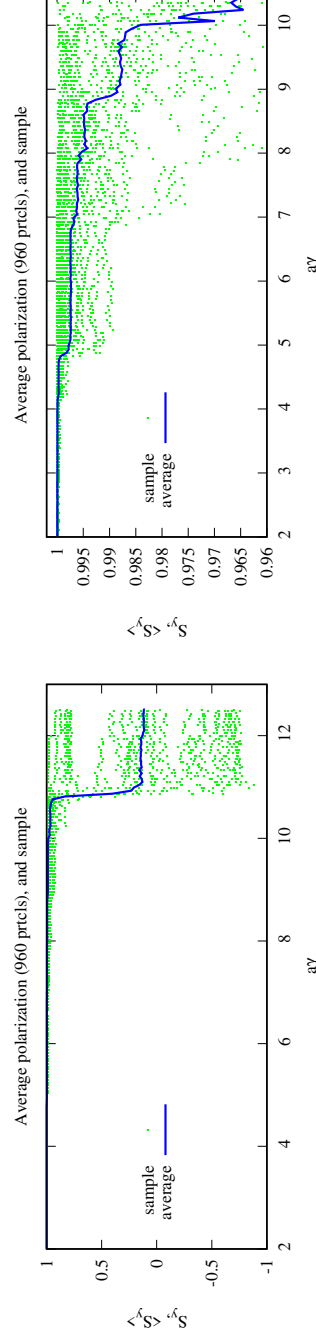 Average polarization (960 prtcls), and sample
S_y, <S_y>
1
0.5
0
-0.5
-1
2
4
6
8
10
12
aγ
sample
average
Average polarization (960 prtcls), and sample
S_y, <S_y>
1
0.995
0.99
0.985
0.98
0.975
0.97
0.965
0.96
2
3
4
5
6
7
8
9
10
aγ
sample
average